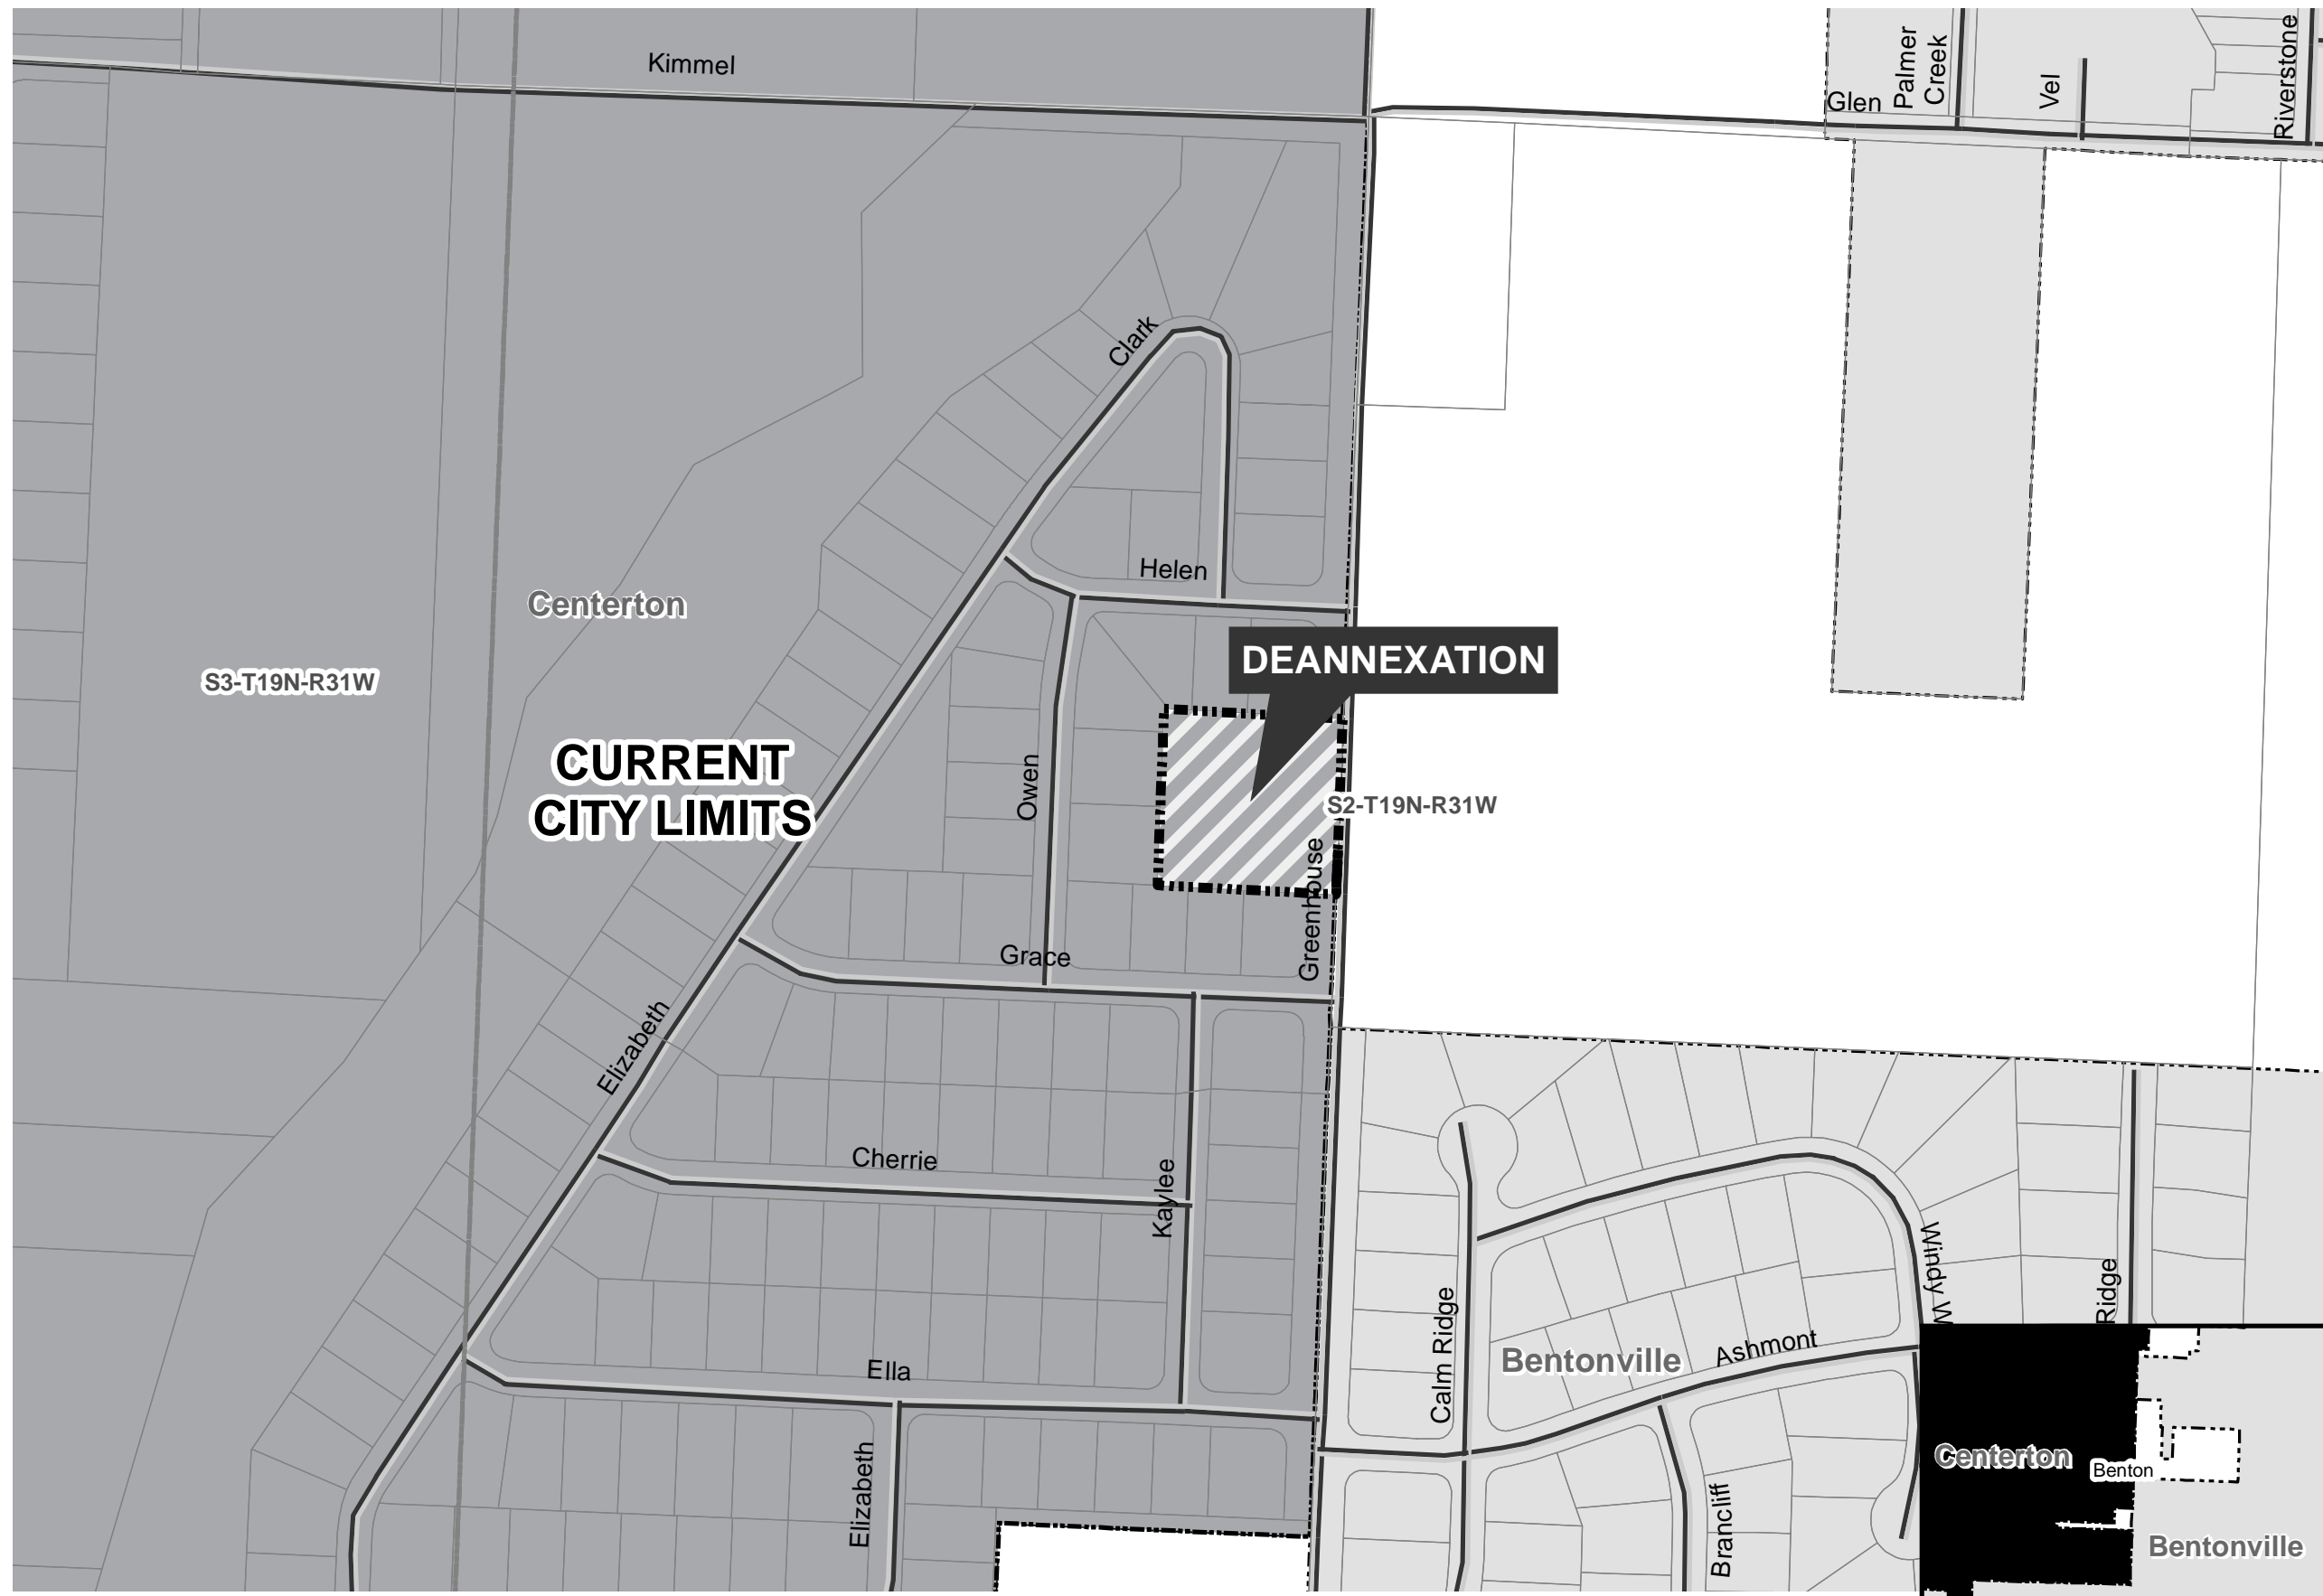 Kimmel
Glen
Palmer
Creek
Vel
Riverstone
Clark
Helen
Centerton
DEANNEXATION
S3-T19N-R31W
CURRENT
CITY LIMITS
Owen
S2-T19N-R31W
Greenhouse
Grace
Elizabeth
Cherrie
Kaylee
Windy W
Ridge
Calm Ridge
Ashmont
Bentonville
Ella
Elizabeth
Brancliff
Centerton
Benton
Bentonville